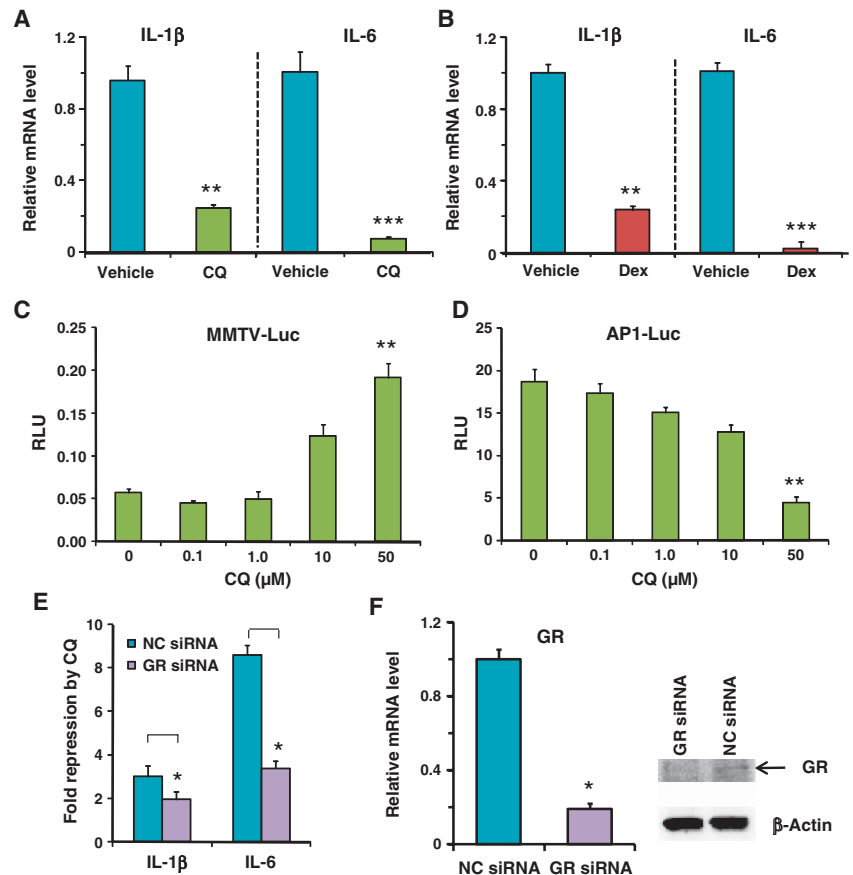 A
IL-1β
IL-6
Relative mRNA level
1.2
0.8
0.4
0
**
***
Vehicle
CQ
Vehicle
CQ
B
IL-1β
IL-6
Relative mRNA level
1.2
0.8
0.4
0
**
***
Vehicle
Dex
Vehicle
Dex
C
MMTV-Luc
RLU
0.25
0.20
0.15
0.10
0.05
0.00
**
0
0.1
1.0
10
50
CQ (µM)
D
AP1-Luc
RLU
25
20
15
10
5
0
**
0
0.1
1.0
10
50
CQ (µM)
E
Fold repression by CQ
10
8
6
4
2
0
NC siRNA
GR siRNA
*
*
IL-1β
IL-6
F
GR
Relative mRNA level
1.2
0.8
0.4
0
*
NC siRNA
GR siRNA
GR siRNA
NC siRNA
GR
β-Actin